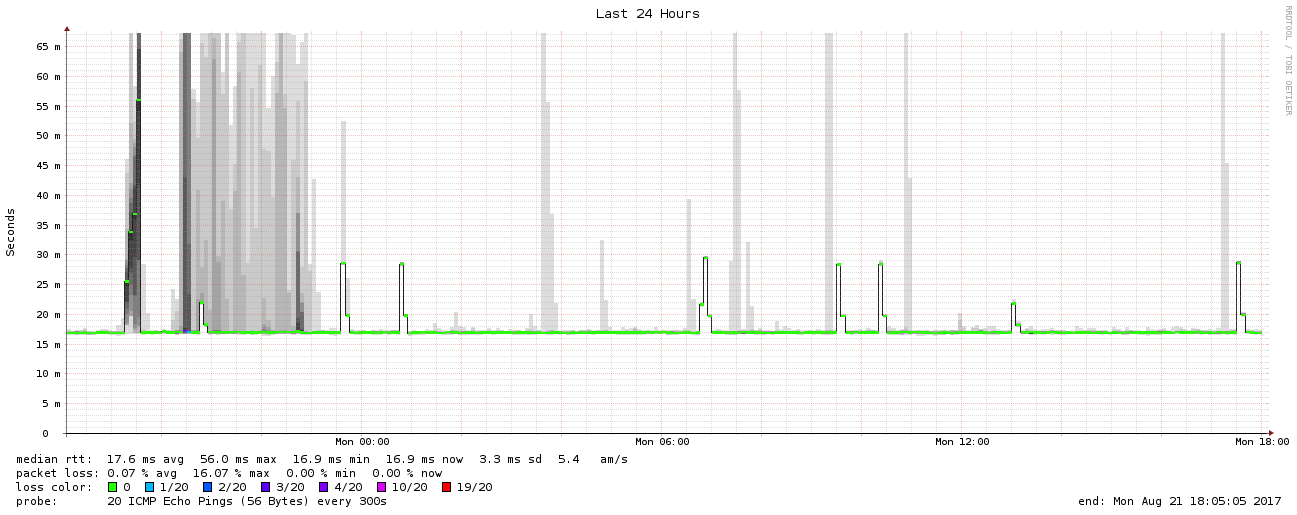 Last 24 Hours
RRDTOOL / TOBI OETIKER
Seconds
65 m
60 m
55 m
50 m
45 m
40 m
35 m
30 m
25 m
20 m
15 m
10 m
5 m
0
Mon 00:00 Mon 06:00 Mon 12:00 Mon 18:00
median rtt: 17.6 ms avg 56.0 ms max 16.9 ms min 16.9 ms now 3.3 ms sd 5.4 am/s
packet loss: 0.07 % avg 16.07 % max 0.00 % min 0.00 % now
loss color: 0 1/20 2/20 3/20 4/20 10/20 19/20
probe: 20 ICMP Echo Pings (56 Bytes) every 300s end: Mon Aug 21 18:05:05 2017